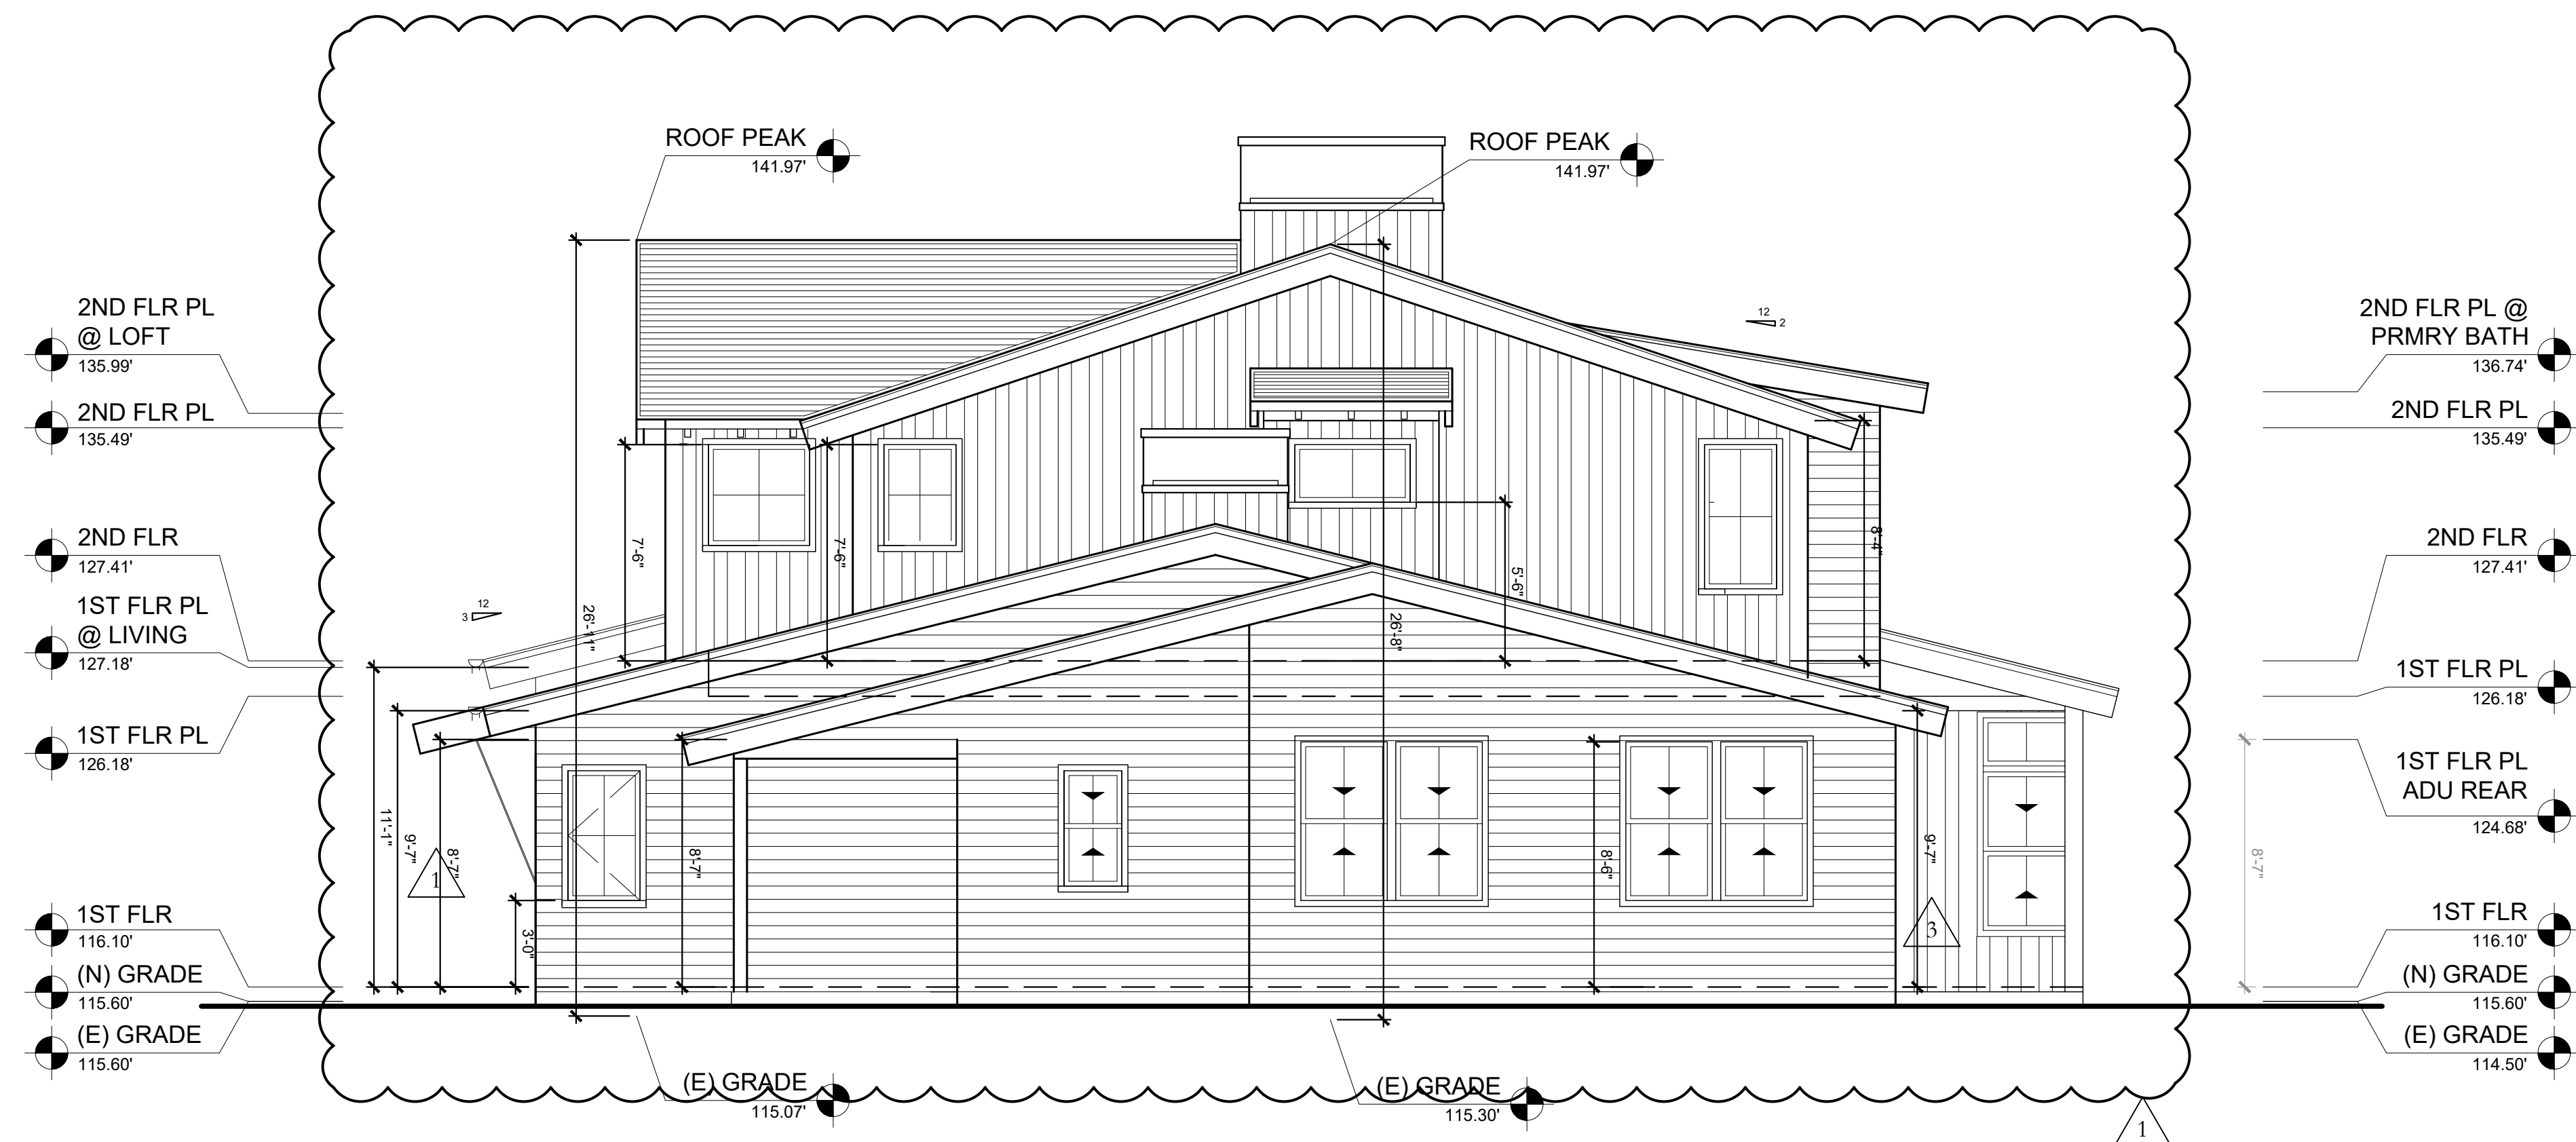 ROOF PEAK
141.97'
ROOF PEAK
141.97'
2ND FLR PL
@ LOFT
135.99'
2ND FLR PL
135.49'
2ND FLR
127.41'
1ST FLR PL
@ LIVING
127.18'
1ST FLR PL
126.18'
1ST FLR
116.10'
(N) GRADE
115.60'
(E) GRADE
115.60'
12
3
12
2
7'-6"
7'-6"
26'-11"
26'-8"
5'-6"
8'-4"
11'-1"
9'-7"
8'-7"
1
3'-0"
8'-7"
8'-6"
9'-7"
3
8'-7"
(E) GRADE
115.07'
(E) GRADE
115.30'
1
2ND FLR PL @
PRMRY BATH
136.74'
2ND FLR PL
135.49'
2ND FLR
127.41'
1ST FLR PL
126.18'
1ST FLR PL
ADU REAR
124.68'
1ST FLR
116.10'
(N) GRADE
115.60'
(E) GRADE
114.50'